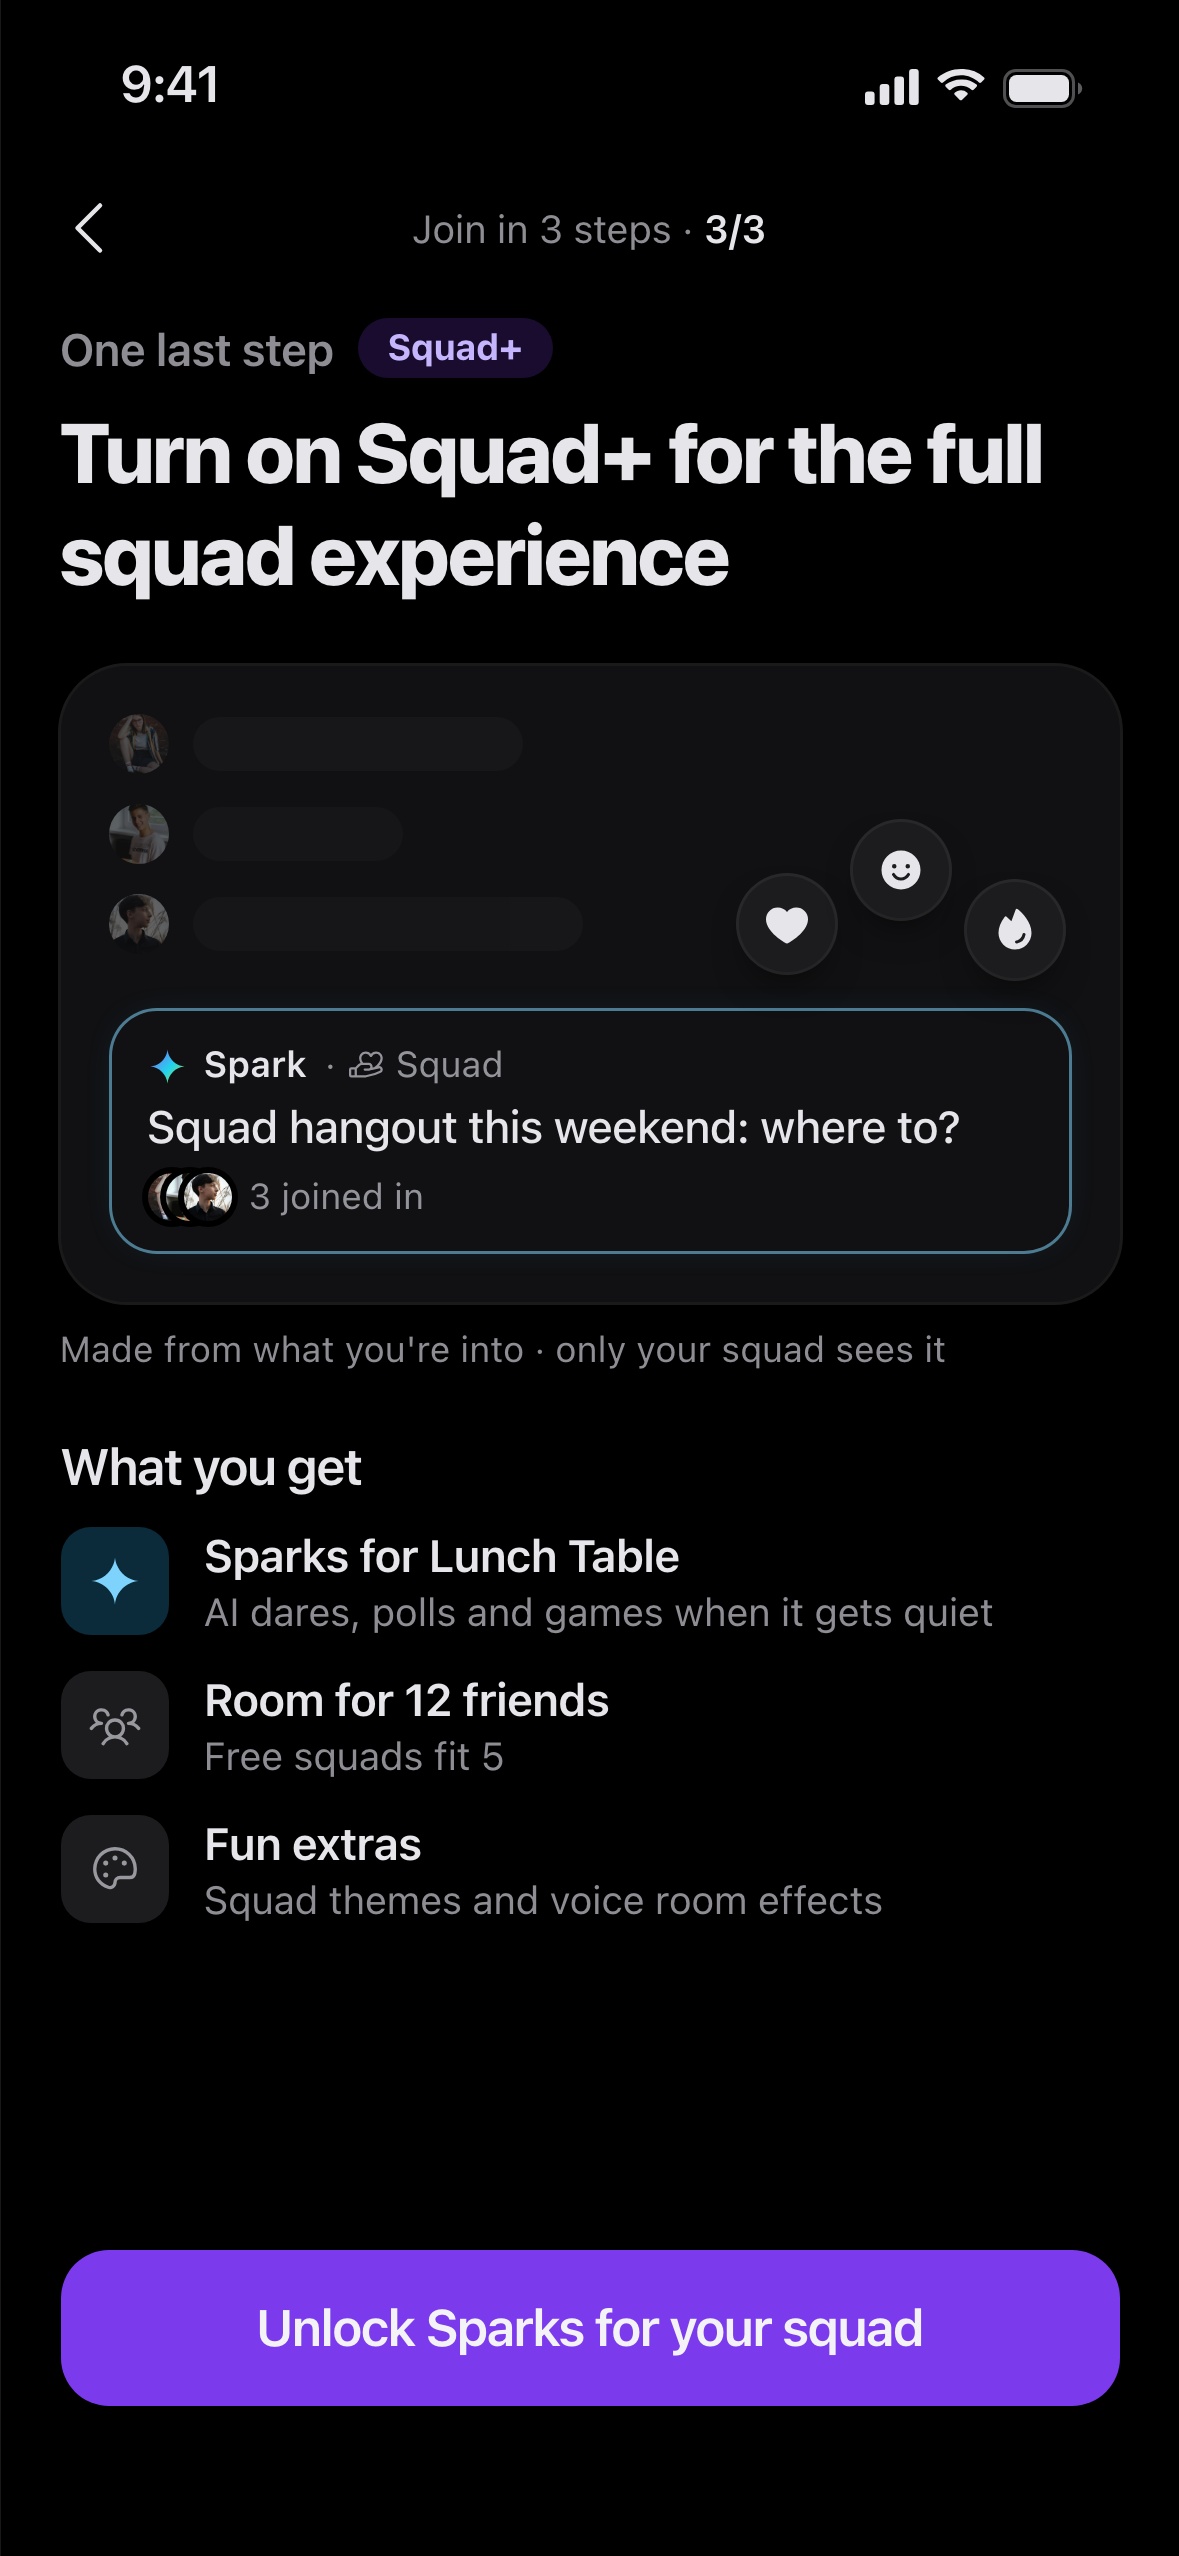 9:41
Join in 3 steps · 3/3
One last step
Squad+
Turn on Squad+ for the full
squad experience
Spark · Squad
Squad hangout this weekend: where to?
3 joined in
Made from what you're into · only your squad sees it
What you get
Sparks for Lunch Table
AI dares, polls and games when it gets quiet
Room for 12 friends
Free squads fit 5
Fun extras
Squad themes and voice room effects
Unlock Sparks for your squad